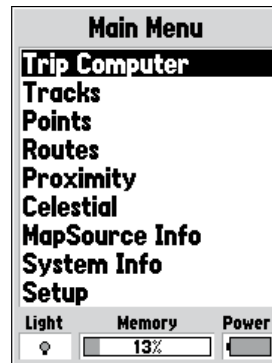 Main Menu
Trip Computer
Tracks
Points
Routes
Proximity
Celestial
MapSource Info
System Info
Setup
Light Memory Power
13%